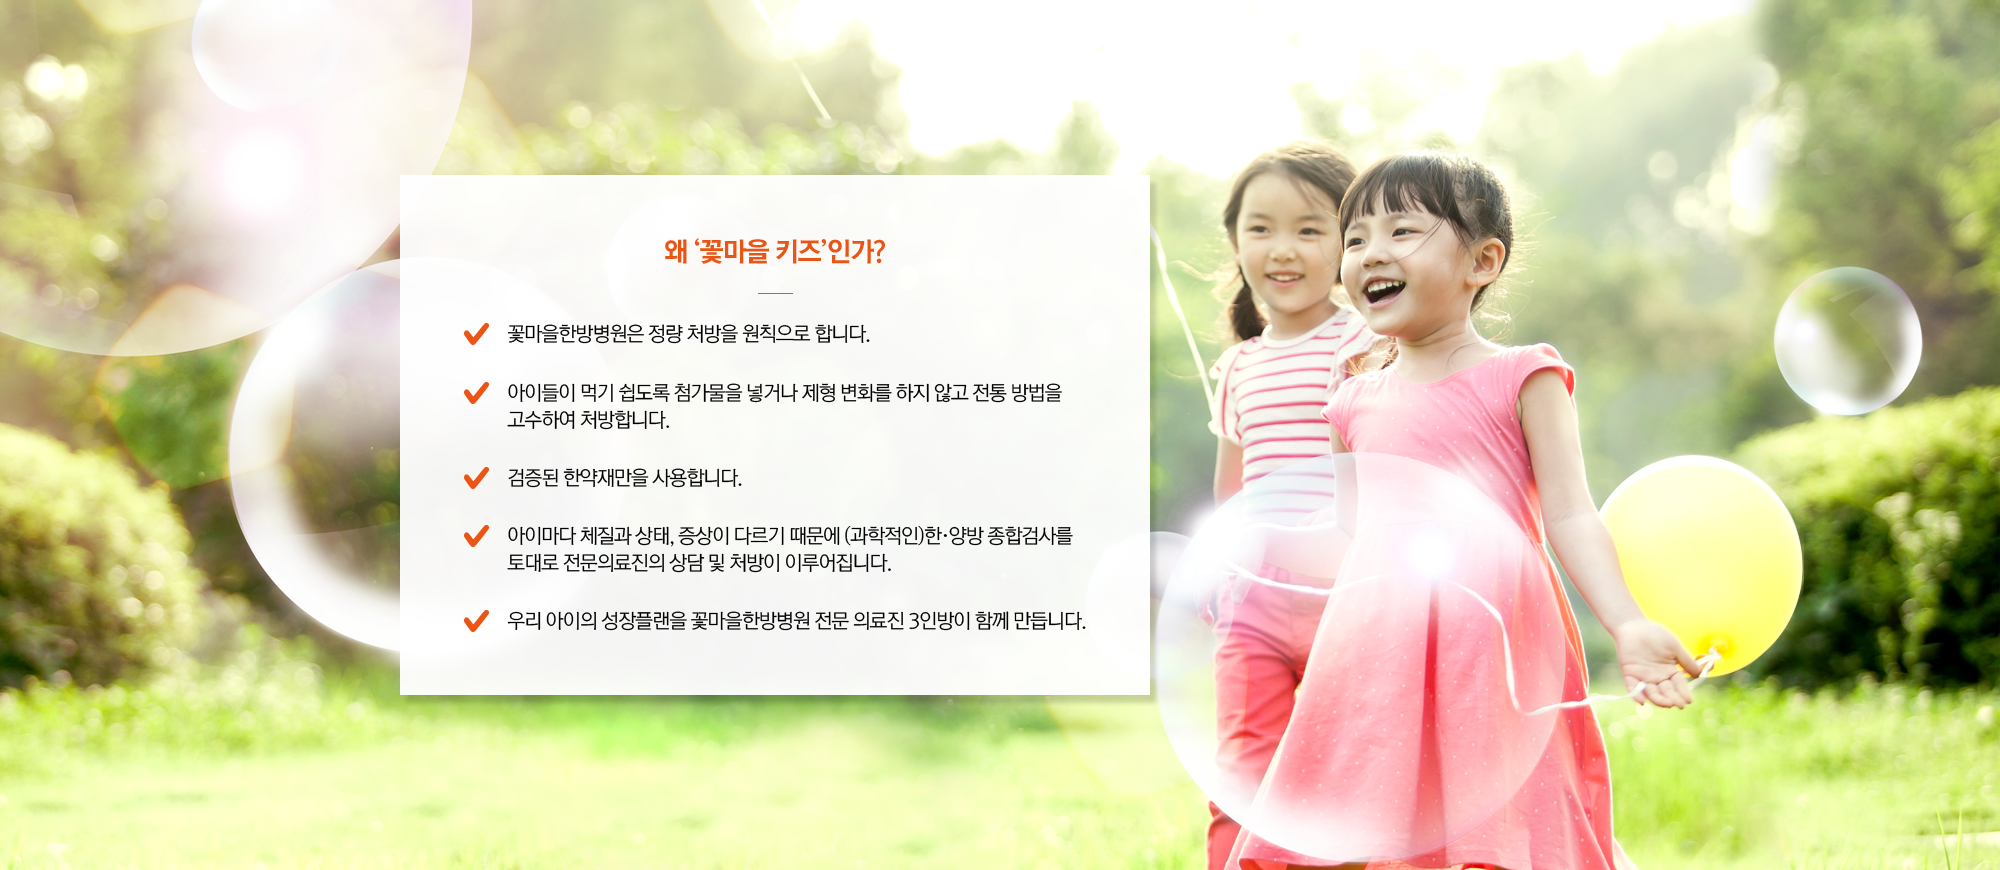 왜 ‘꽃마을 키즈’인가?
꽃마을한방병원은 정량 처방을 원칙으로 합니다.
아이들이 먹기 쉽도록 첨가물을 넣거나 제형 변화를 하지 않고 전통 방법을
고수하여 처방합니다.
검증된 한약재만을 사용합니다.
아이마다 체질과 상태, 증상이 다르기 때문에 (과학적인)한·양방 종합검사를
토대로 전문의료진의 상담 및 처방이 이루어집니다.
우리 아이의 성장플랜을 꽃마을한방병원 전문 의료진 3인방이 함께 만듭니다.